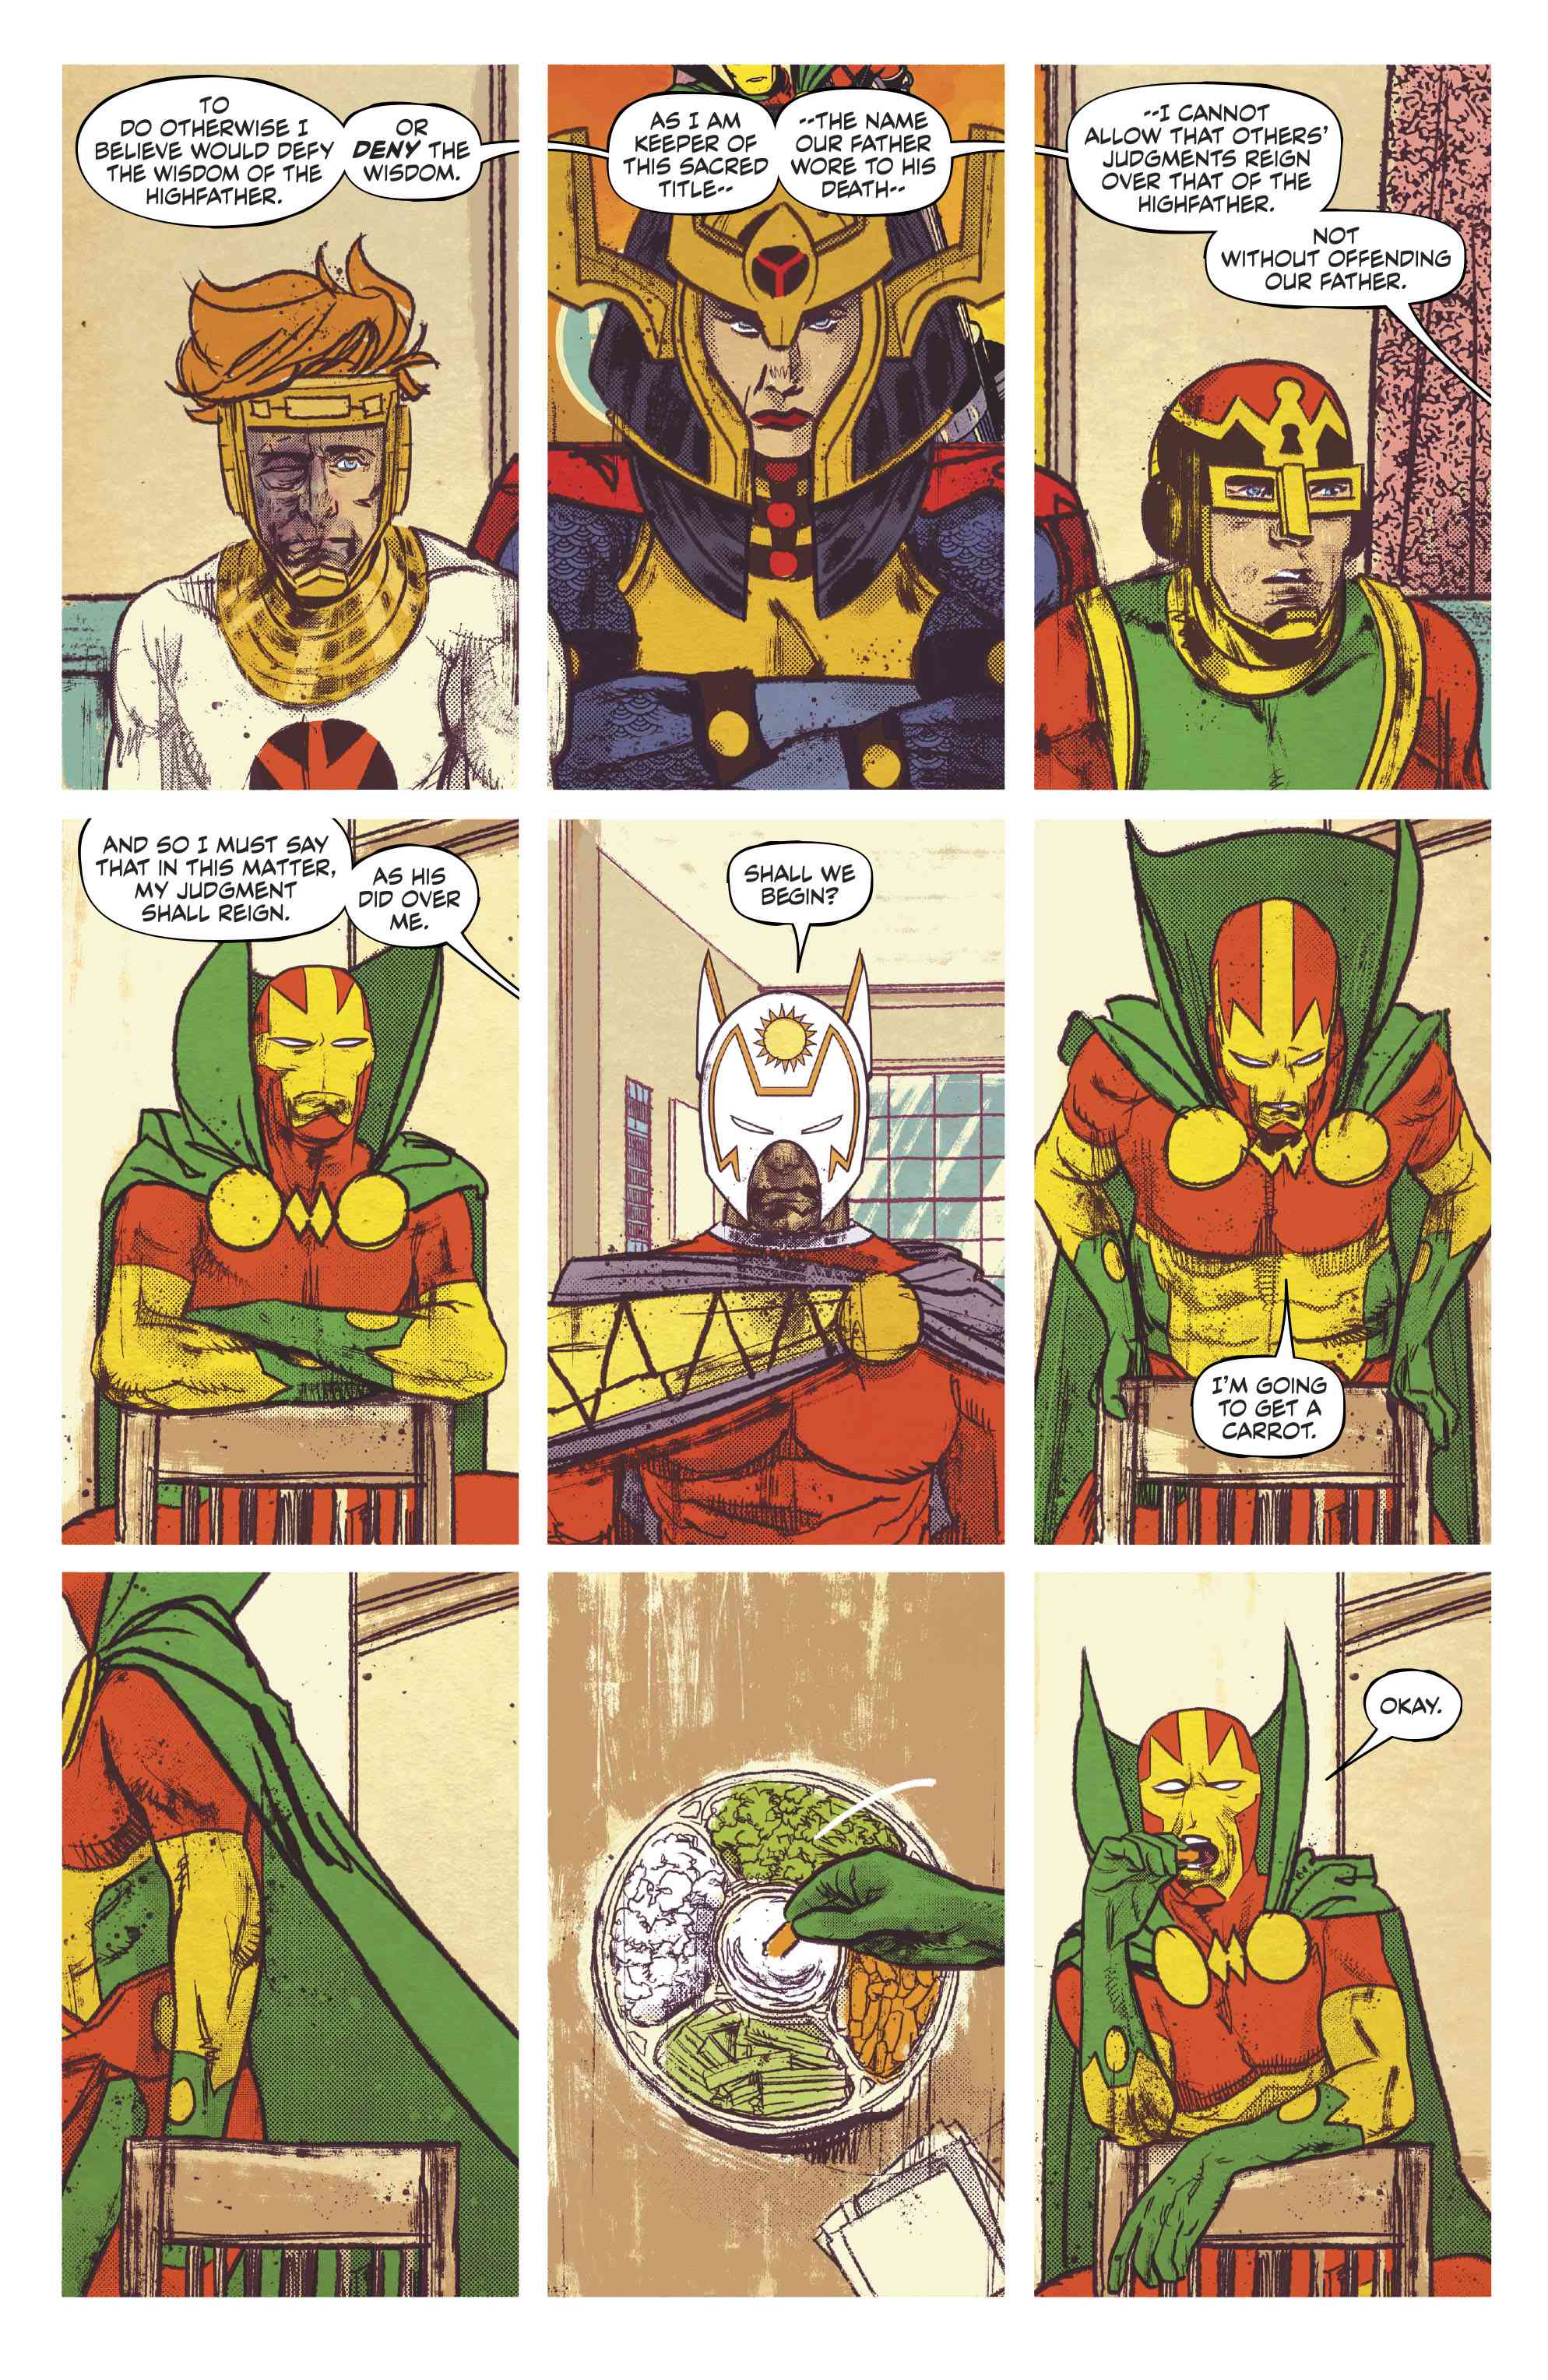 TO
DO OTHERWISE I
BELIEVE WOULD DEFY
THE WISDOM OF THE
HIGHFATHER.
OR
DENY THE
WISDOM.
AS I AM
KEEPER OF
THIS SACRED
TITLE--
--THE NAME
OUR FATHER
WORE TO HIS
DEATH--
--I CANNOT
ALLOW THAT OTHERS'
JUDGMENTS REIGN
OVER THAT OF THE
HIGHFATHER.
NOT
WITHOUT OFFENDING
OUR FATHER.
AND SO I MUST SAY
THAT IN THIS MATTER,
MY JUDGMENT
SHALL REIGN.
AS HIS
DID OVER
ME.
SHALL WE
BEGIN?
I'M GOING
TO GET A
CARROT.
OKAY.